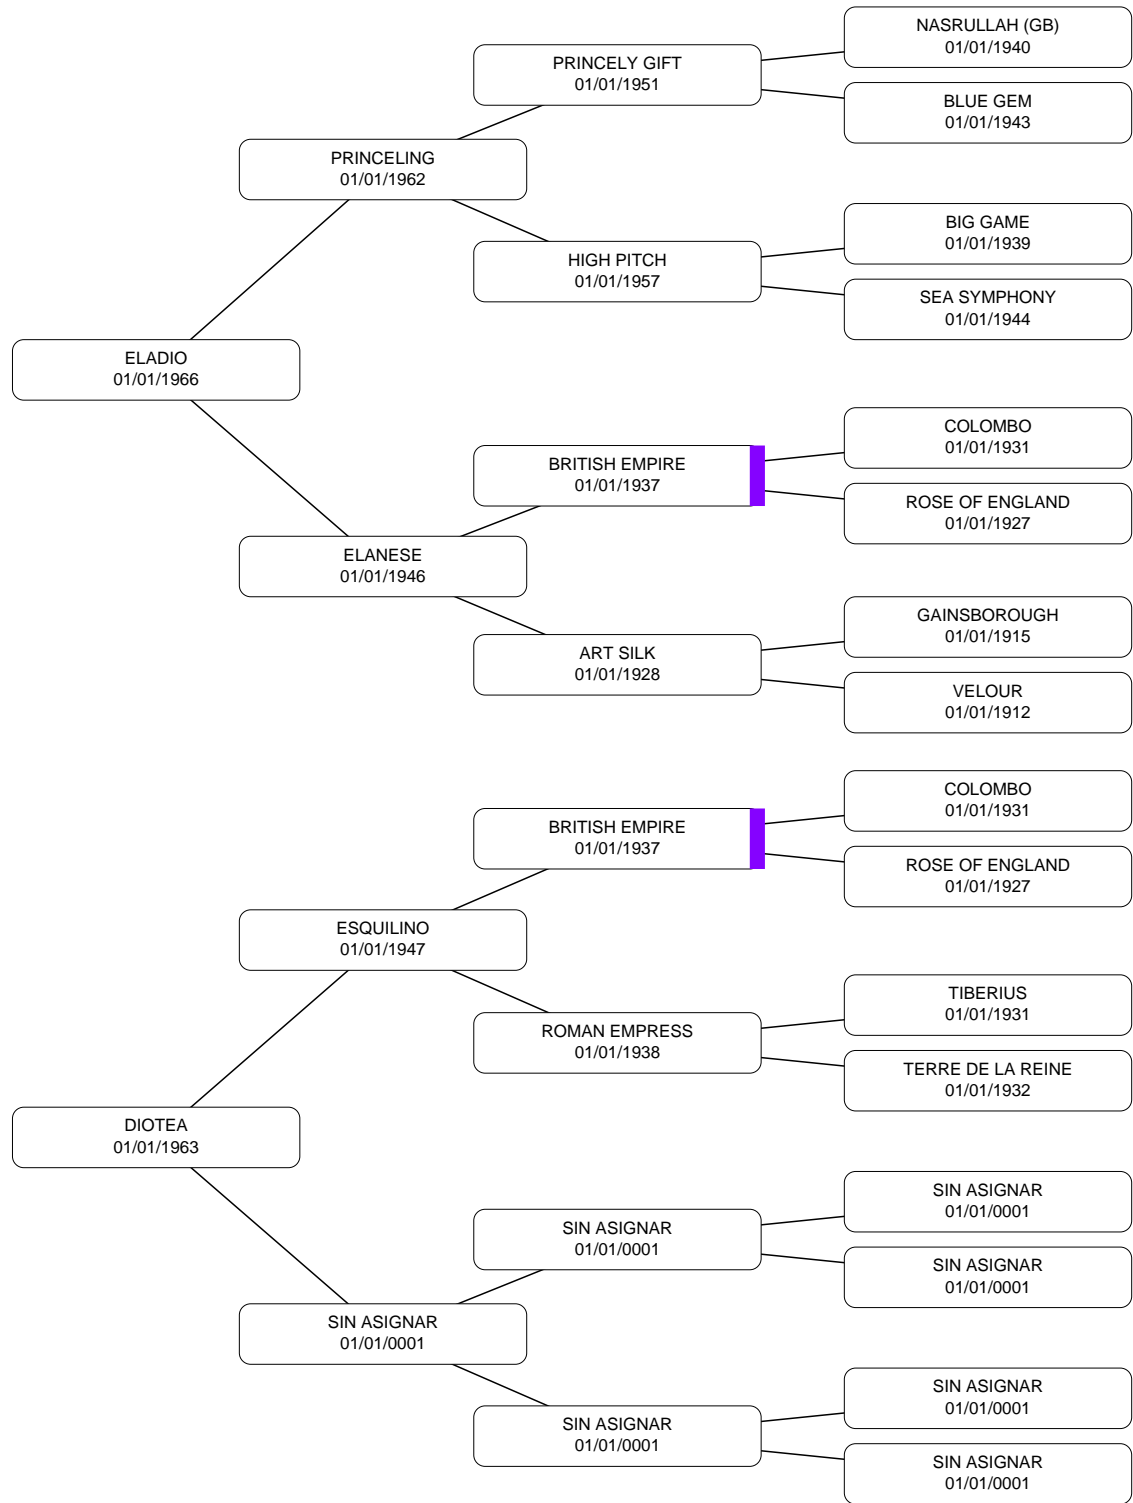 NASRULLAH (GB)
01/01/1940
PRINCELY GIFT
01/01/1951
BLUE GEM
01/01/1943
PRINCELING
01/01/1962
BIG GAME
01/01/1939
HIGH PITCH
01/01/1957
SEA SYMPHONY
01/01/1944
ELADIO
01/01/1966
COLOMBO
01/01/1931
BRITISH EMPIRE
01/01/1937
ROSE OF ENGLAND
01/01/1927
ELANESE
01/01/1946
GAINSBOROUGH
01/01/1915
ART SILK
01/01/1928
VELOUR
01/01/1912
COLOMBO
01/01/1931
BRITISH EMPIRE
01/01/1937
ROSE OF ENGLAND
01/01/1927
ESQUILINO
01/01/1947
TIBERIUS
01/01/1931
ROMAN EMPRESS
01/01/1938
TERRE DE LA REINE
01/01/1932
DIOTEA
01/01/1963
SIN ASIGNAR
01/01/0001
SIN ASIGNAR
01/01/0001
SIN ASIGNAR
01/01/0001
SIN ASIGNAR
01/01/0001
SIN ASIGNAR
01/01/0001
SIN ASIGNAR
01/01/0001
SIN ASIGNAR
01/01/0001